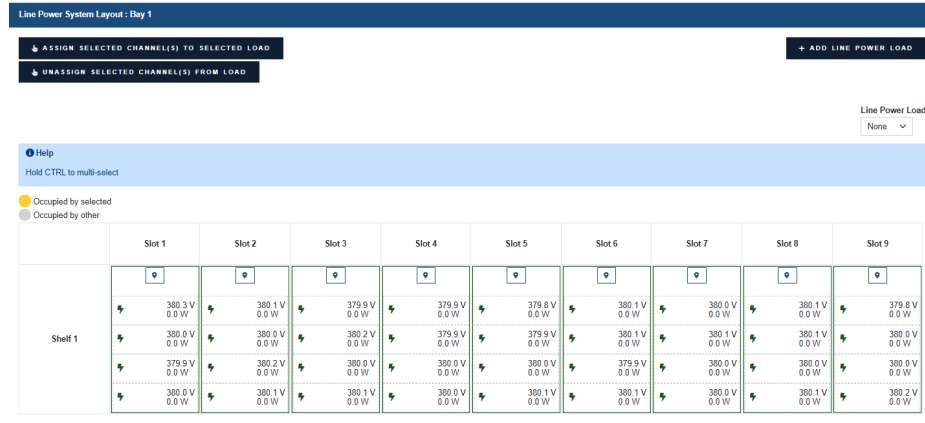 Line Power System Layout : Bay 1
ASSIGN SELECTED CHANNEL(S) TO SELECTED LOAD
+ ADD LINE POWER LOAD
UNASSIGN SELECTED CHANNEL(S) FROM LOAD
Line Power Load
None
Help
Hold CTRL to multi-select
Occupied by selected
Occupied by other
Slot 1 Slot 2 Slot 3 Slot 4 Slot 5 Slot 6 Slot 7 Slot 8 Slot 9
380.3 V 380.1 V 379.9 V 379.9 V 379.8 V 380.1 V 380.0 V 380.1 V 379.8 V
0.0 W 0.0 W 0.0 W 0.0 W 0.0 W 0.0 W 0.0 W 0.0 W 0.0 W
Shelf 1
380.0 V 380.0 V 380.2 V 379.9 V 379.9 V 380.1 V 380.1 V 380.1 V 380.0 V
0.0 W 0.0 W 0.0 W 0.0 W 0.0 W 0.0 W 0.0 W 0.0 W 0.0 W
379.9 V 380.2 V 380.0 V 380.0 V 380.0 V 379.9 V 380.0 V 380.0 V 380.0 V
0.0 W 0.0 W 0.0 W 0.0 W 0.0 W 0.0 W 0.0 W 0.0 W 0.0 W
380.0 V 380.1 V 380.1 V 380.0 V 380.1 V 380.1 V 380.0 V 380.1 V 380.2 V
0.0 W 0.0 W 0.0 W 0.0 W 0.0 W 0.0 W 0.0 W 0.0 W 0.0 W